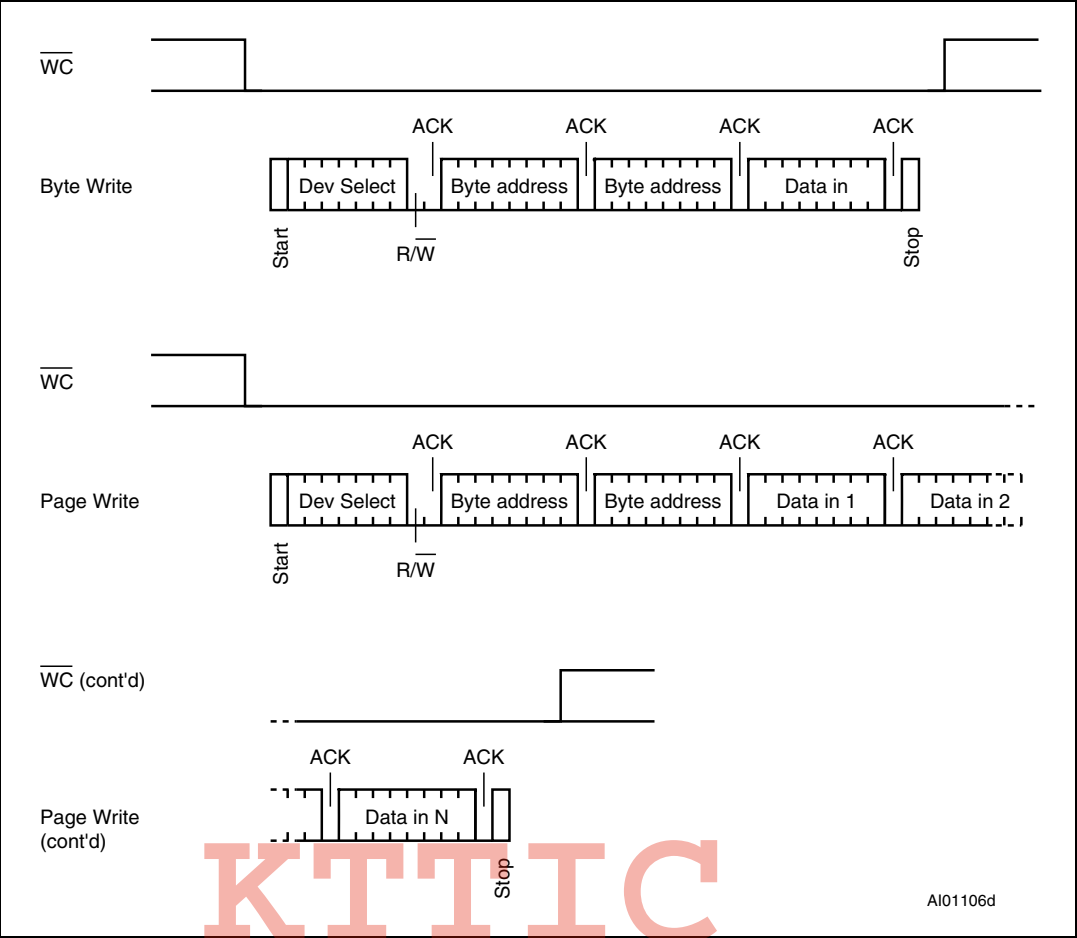 WC
ACK ACK ACK ACK
Byte Write Dev Select Byte address Byte address Data in
Start R/W Stop
WC
ACK ACK ACK ACK
Page Write Dev Select Byte address Byte address Data in 1 Data in 2
Start R/W
WC (cont'd)
ACK ACK
Page Write Data in N
(cont'd)
Stop
KTTIC
AI01106d